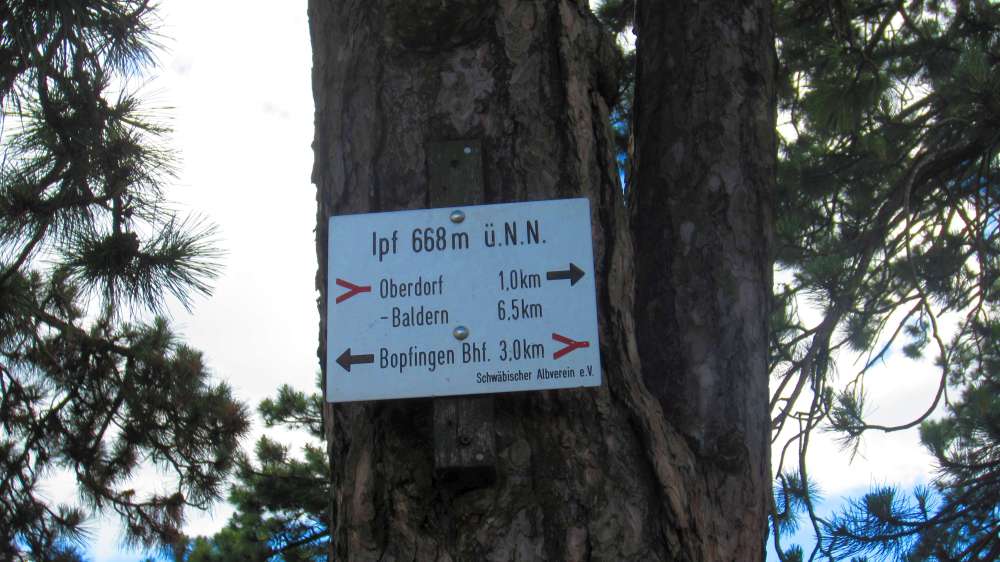 Ipf 668m ü.N.N.
Oberdorf 1,0km
-Baldern 6,5km
Bopfingen Bhf. 3,0km
Schwäbischer Albverein e.V.